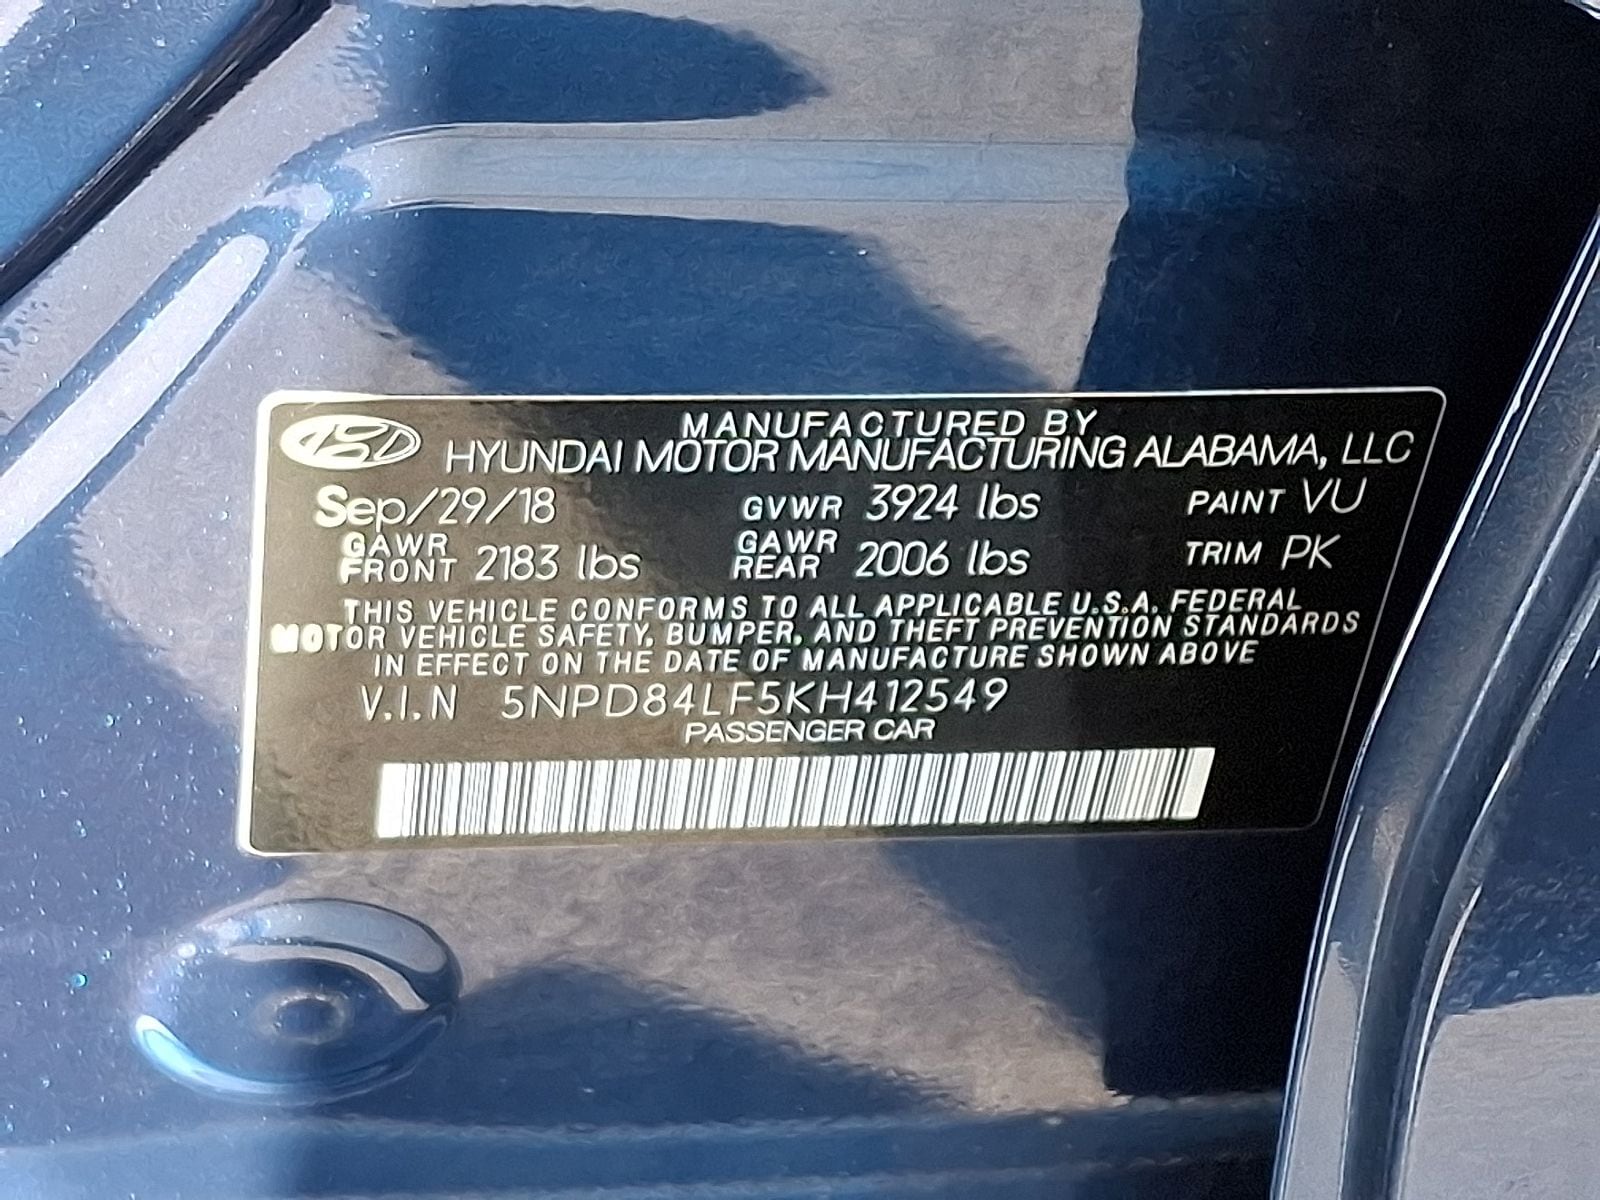 MANUFACTURED BY
HYUNDAI MOTOR MANUFACTURING ALABAMA, LLC
Sep/29/18 GVWR 3924 lbs PAINT VU
GAWR FRONT 2183 lbs GAWR REAR 2006 lbs TRIM PK
THIS VEHICLE CONFORMS TO ALL APPLICABLE U.S.A. FEDERAL
MOTOR VEHICLE SAFETY, BUMPER, AND THEFT PREVENTION STANDARDS
IN EFFECT ON THE DATE OF MANUFACTURE SHOWN ABOVE
V.I.N 5NPD84LF5KH412549
PASSENGER CAR